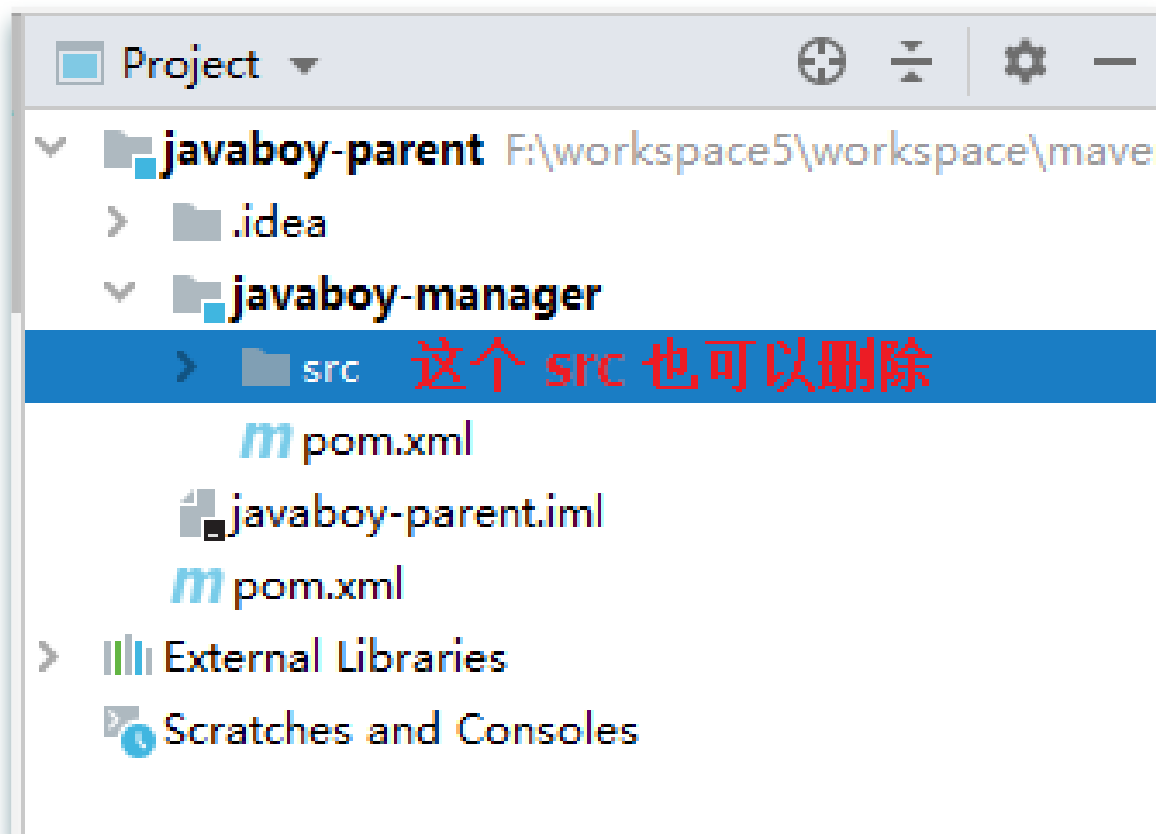 Project
javaboy-parent F:\workspace5\workspace\mave
.idea
javaboy-manager
src 这个 src 也可以删除
pom.xml
javaboy-parent.iml
pom.xml
External Libraries
Scratches and Consoles